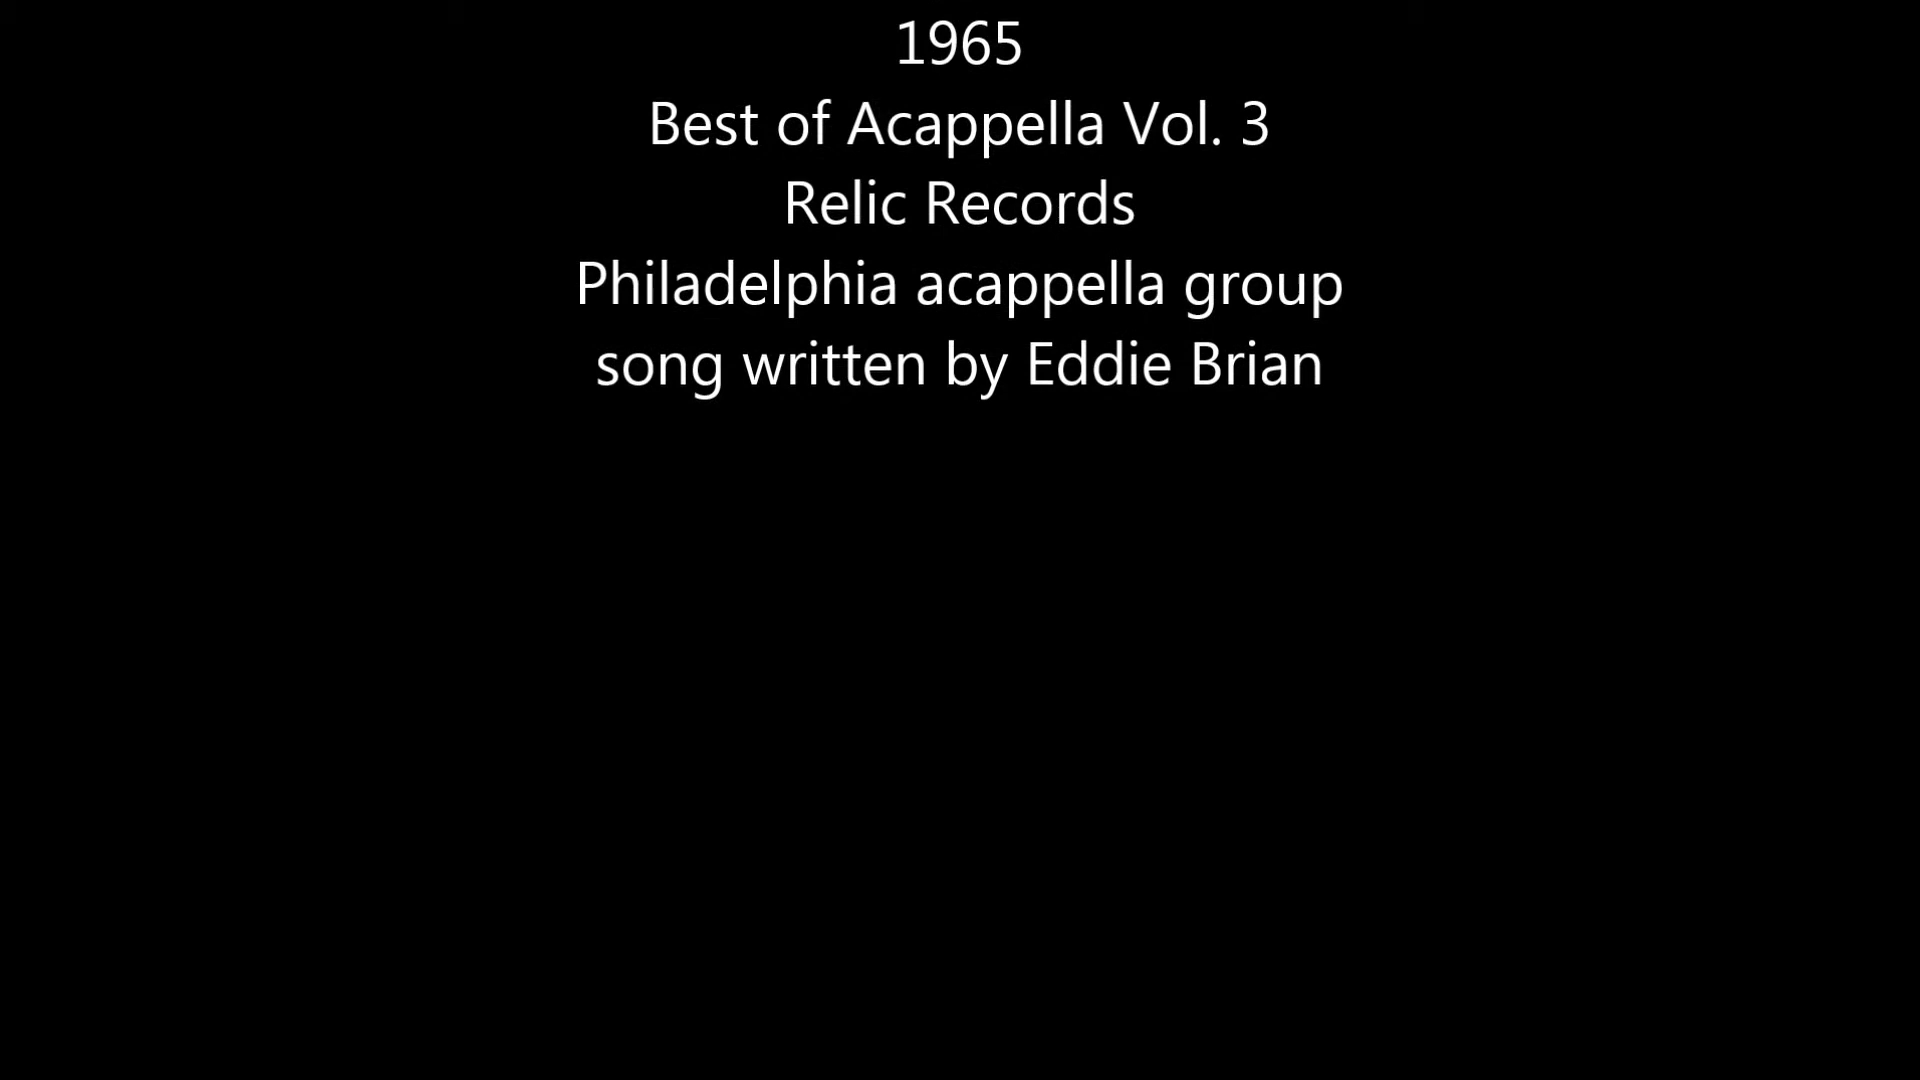 1965
Best of Acappella Vol. 3
Relic Records
Philadelphia acappella group
song written by Eddie Brian